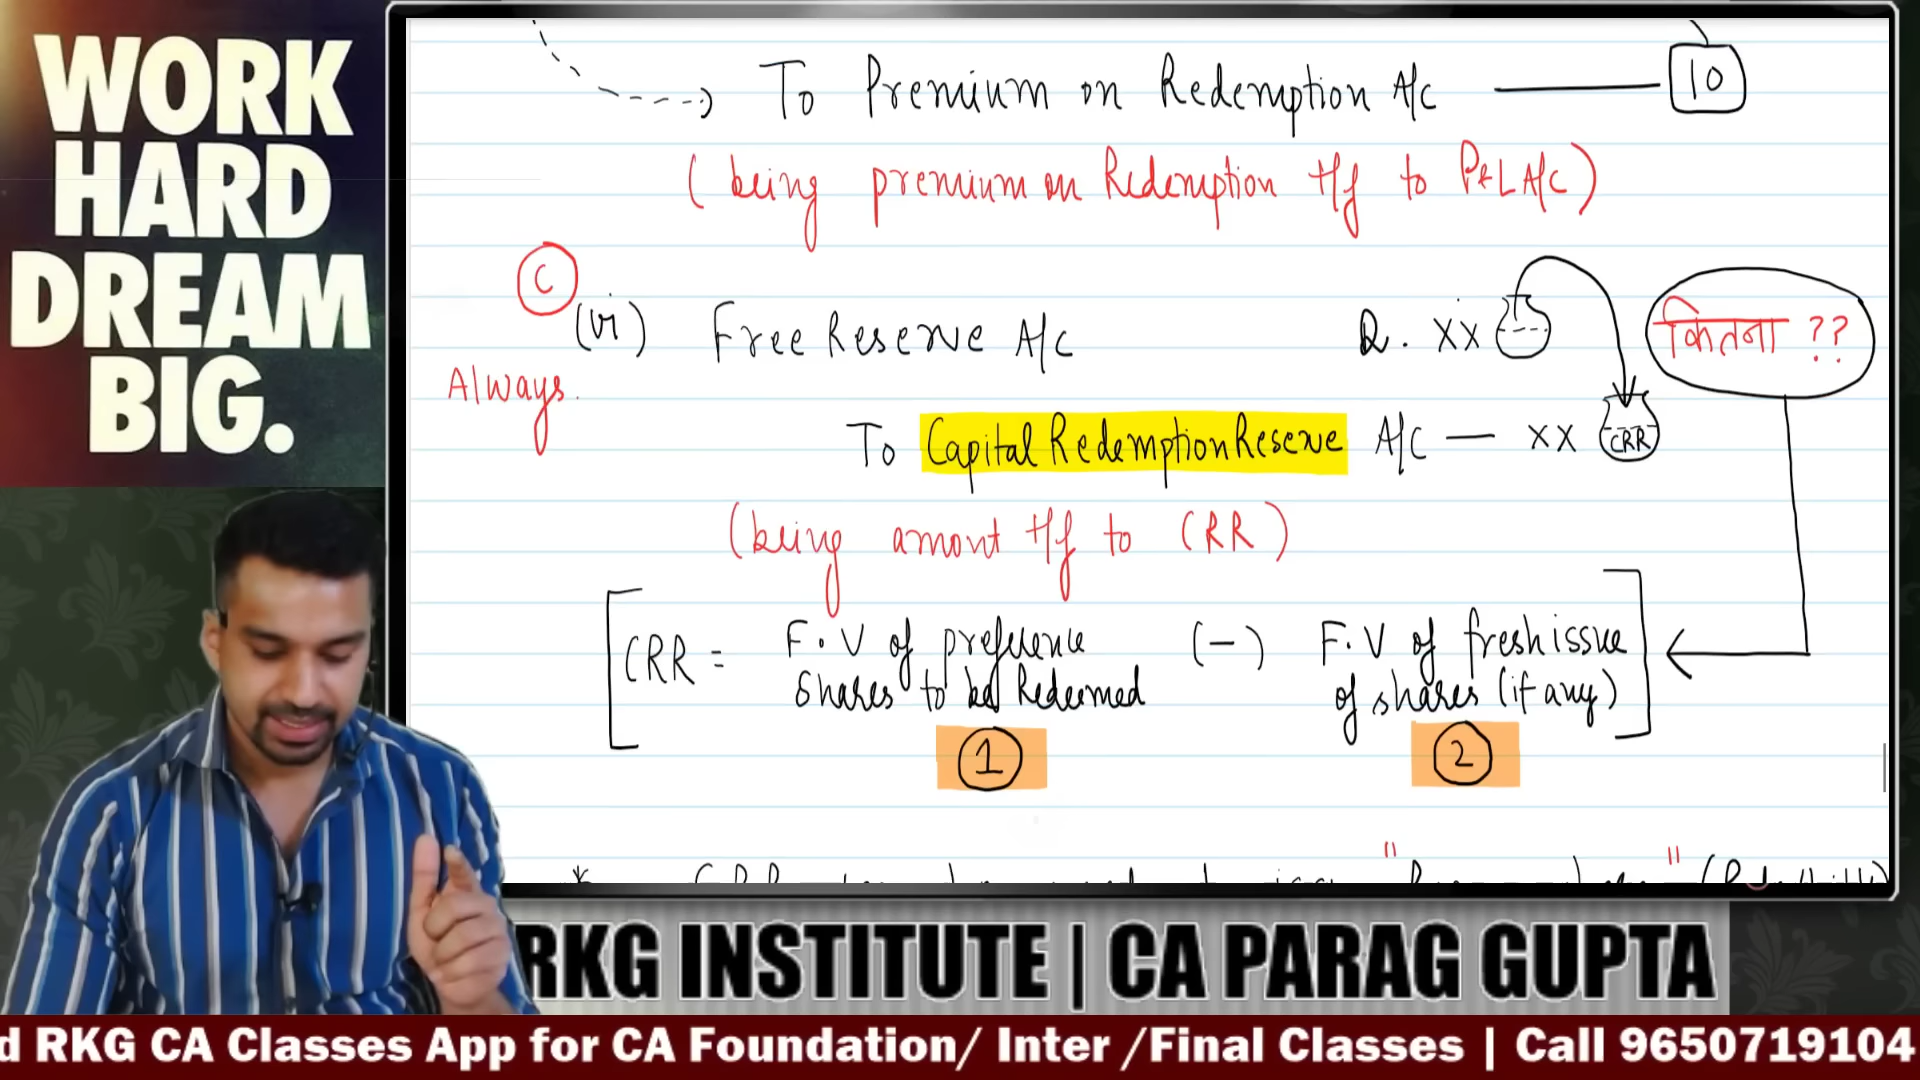 WORK
HARD
DREAM
BIG.
To Premium on Redemption A/c 10
(being premium on Redemption t/f to P&L A/c)
C
(vi) Free Reserve A/c Dr. xx
कितना ??
Always.
To Capital Redemption Reserve A/c — xx CRR
(being amont t/f to CRR)
CRR = F.V of preference (-) F.V of fresh issue
Shares to be Redeemed of shares (if any)
1 2
RKG INSTITUTE | CA PARAG GUPTA
d RKG CA Classes App for CA Foundation/ Inter /Final Classes | Call 9650719104